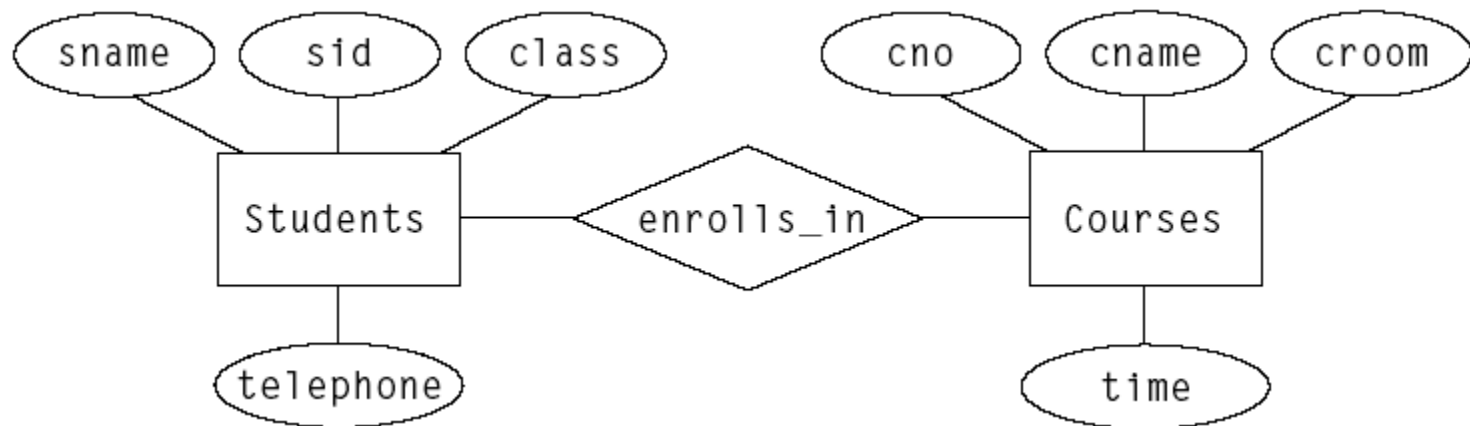 sname
sid
class
cno
cname
croom
Students
enrolls_in
Courses
telephone
time